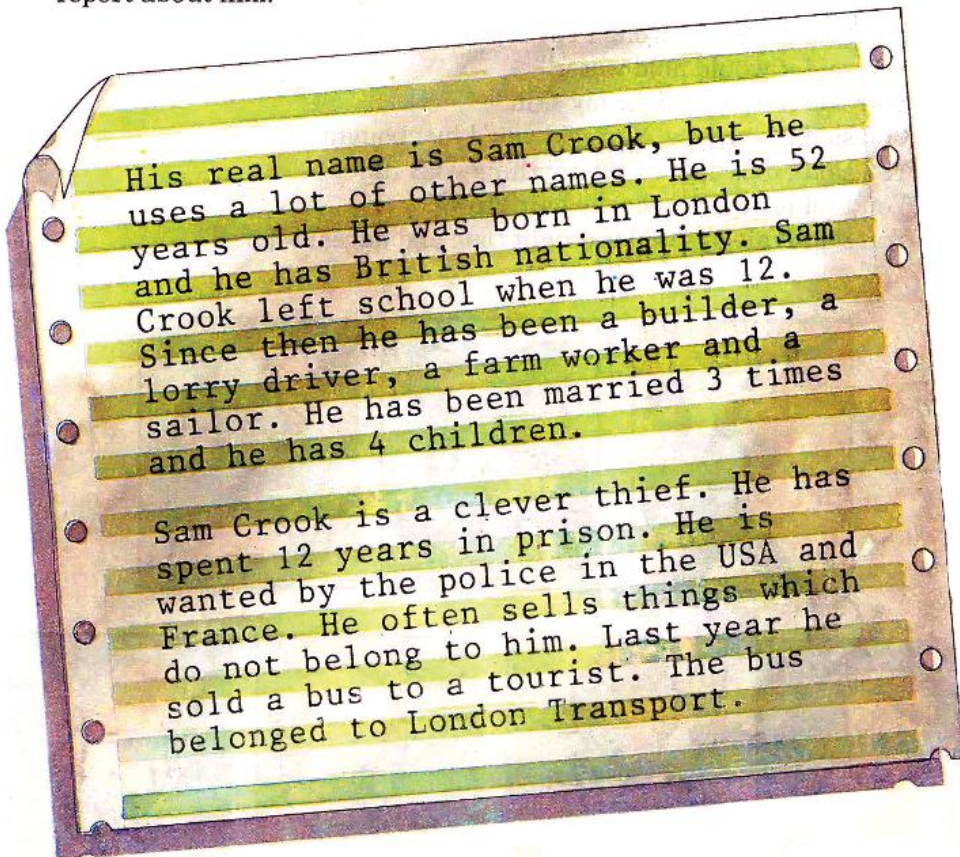 report about him.
His real name is Sam Crook, but he
uses a lot of other names. He is 52
years old. He was born in London
and he has British nationality. Sam
Crook left school when he was 12.
Since then he has been a builder, a
lorry driver, a farm worker and a
sailor. He has been married 3 times
and he has 4 children.
Sam Crook is a clever thief. He has
spent 12 years in prison. He is
wanted by the police in the USA and
France. He often sells things which
do not belong to him. Last year he
sold a bus to a tourist. The bus
belonged to London Transport.